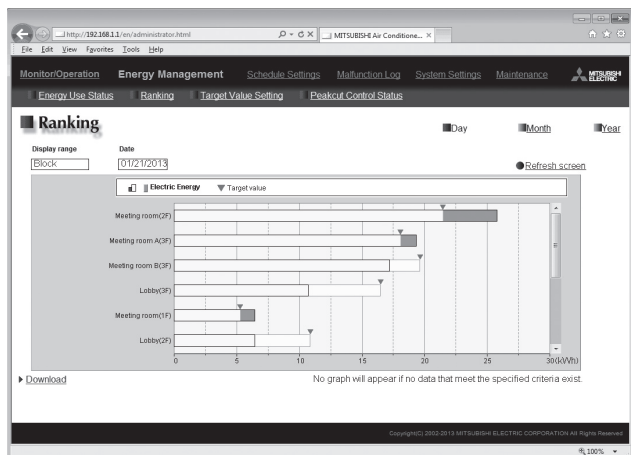 http://192.168.1.1/en/administrator.html
MITSUBISHI Air Conditione...
File Edit View Favorites Tools Help
Monitor/Operation Energy Management Schedule Settings Malfunction Log System Settings Maintenance MITSUBISHI ELECTRIC
Energy Use Status Ranking Target Value Setting Peakcut Control Status
Ranking
Day Month Year
Display range Date
Block 01/21/2013
Refresh screen
Electric Energy Target value
Meeting room(2F)
Meeting room A(3F)
Meeting room B(3F)
Lobby(3F)
Meeting room(1F)
Lobby(2F)
0 5 10 15 20 25 30(kWh)
Download
No graph will appear if no data that meet the specified criteria exist.
Copyright(C) 2002-2013 MITSUBISHI ELECTRIC CORPORATION All Rights Reserved
100%